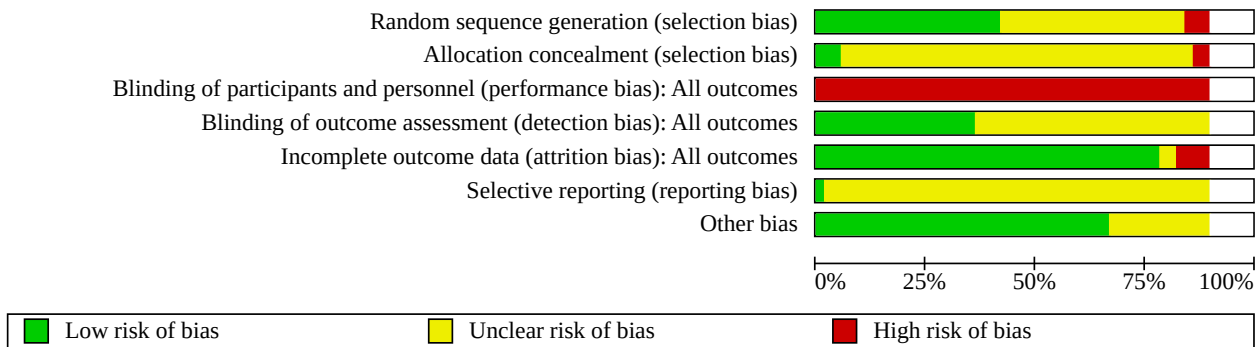 Random sequence generation (selection bias)
Allocation concealment (selection bias)
Blinding of participants and personnel (performance bias): All outcomes
Blinding of outcome assessment (detection bias): All outcomes
Incomplete outcome data (attrition bias): All outcomes
Selective reporting (reporting bias)
Other bias
0% 25% 50% 75% 100%
Low risk of bias Unclear risk of bias High risk of bias